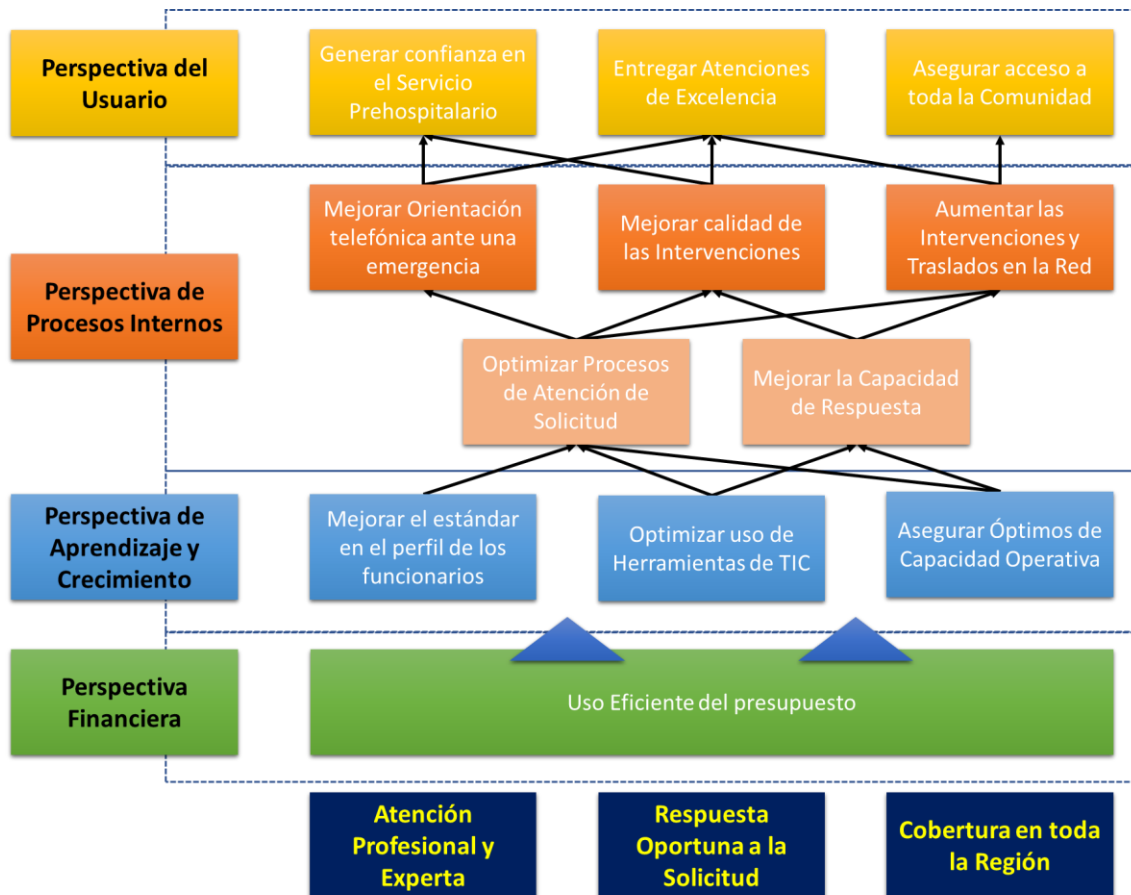 Perspectiva del
Usuario
Generar confianza en
el Servicio
Prehospitalario
Entregar Atenciones
de Excelencia
Asegurar acceso a
toda la Comunidad
Perspectiva de
Procesos Internos
Mejorar Orientación
telefónica ante una
emergencia
Mejorar calidad de
las Intervenciones
Aumentar las
Intervenciones y
Traslados en la Red
Optimizar Procesos
de Atención de
Solicitud
Mejorar la Capacidad
de Respuesta
Perspectiva de
Aprendizaje y
Crecimiento
Mejorar el estándar
en el perfil de los
funcionarios
Optimizar uso de
Herramientas de TIC
Asegurar Óptimos de
Capacidad Operativa
Perspectiva
Financiera
Uso Eficiente del presupuesto
Atención
Profesional y
Experta
Respuesta
Oportuna a la
Solicitud
Cobertura en toda
la Región